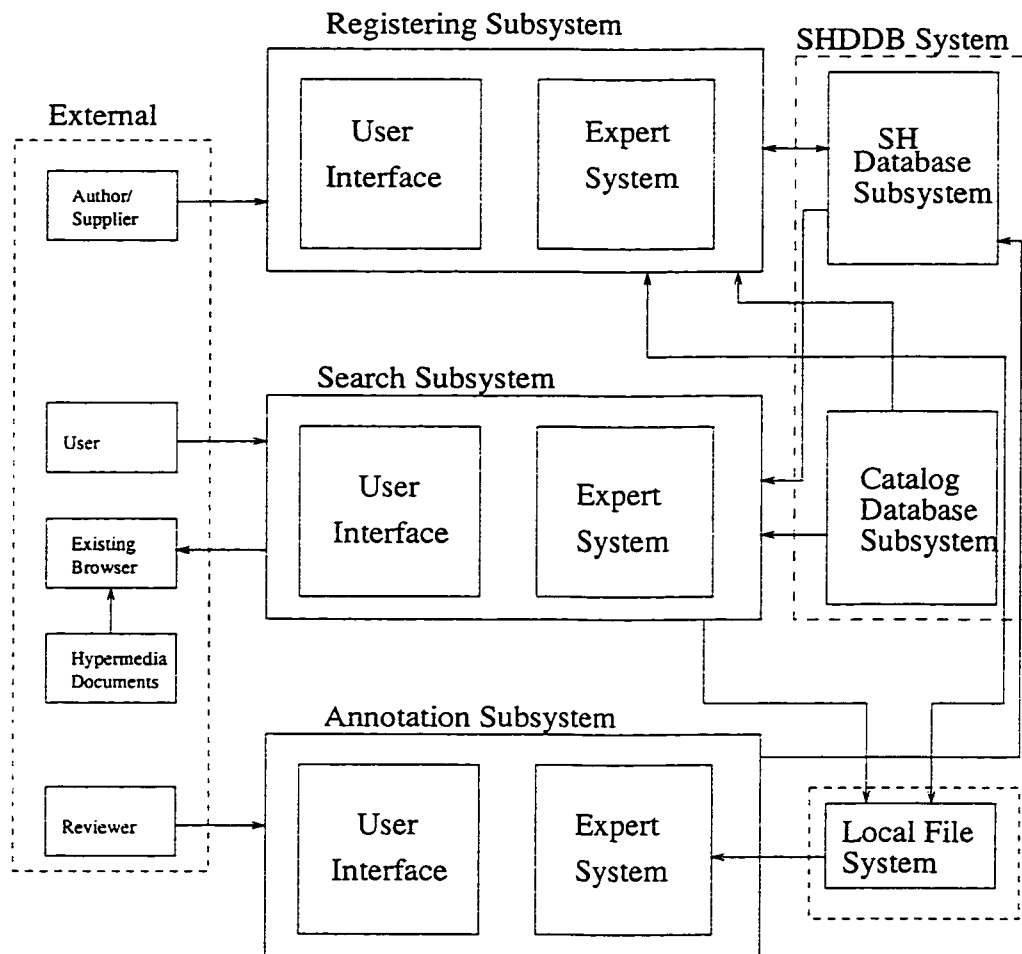 Registering Subsystem
SHDDB System
External
User
Interface
Expert
System
SH
Database
Subsystem
Author/
Supplier
Search Subsystem
User
User
Interface
Expert
System
Catalog
Database
Subsystem
Existing
Browser
Hypermedia
Documents
Annotation Subsystem
Reviewer
User
Interface
Expert
System
Local File
System